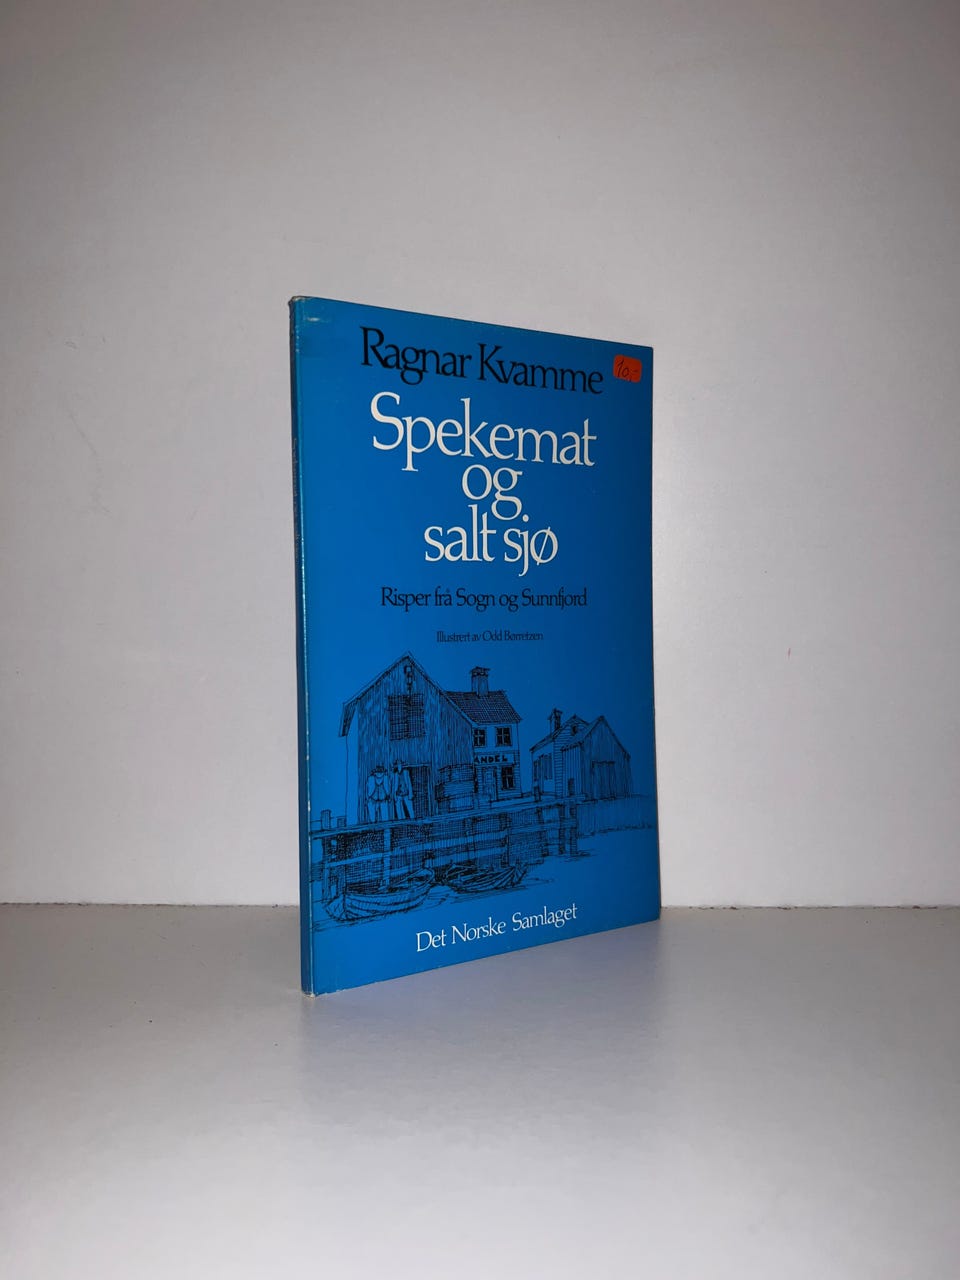 Ragnar Kvamme
10,-
Spekemat
og
salt sjø
Risper frå Sogn og Sunnfjord
Illustrert av Odd Børretzen
ANDEL
Det Norske Samlaget